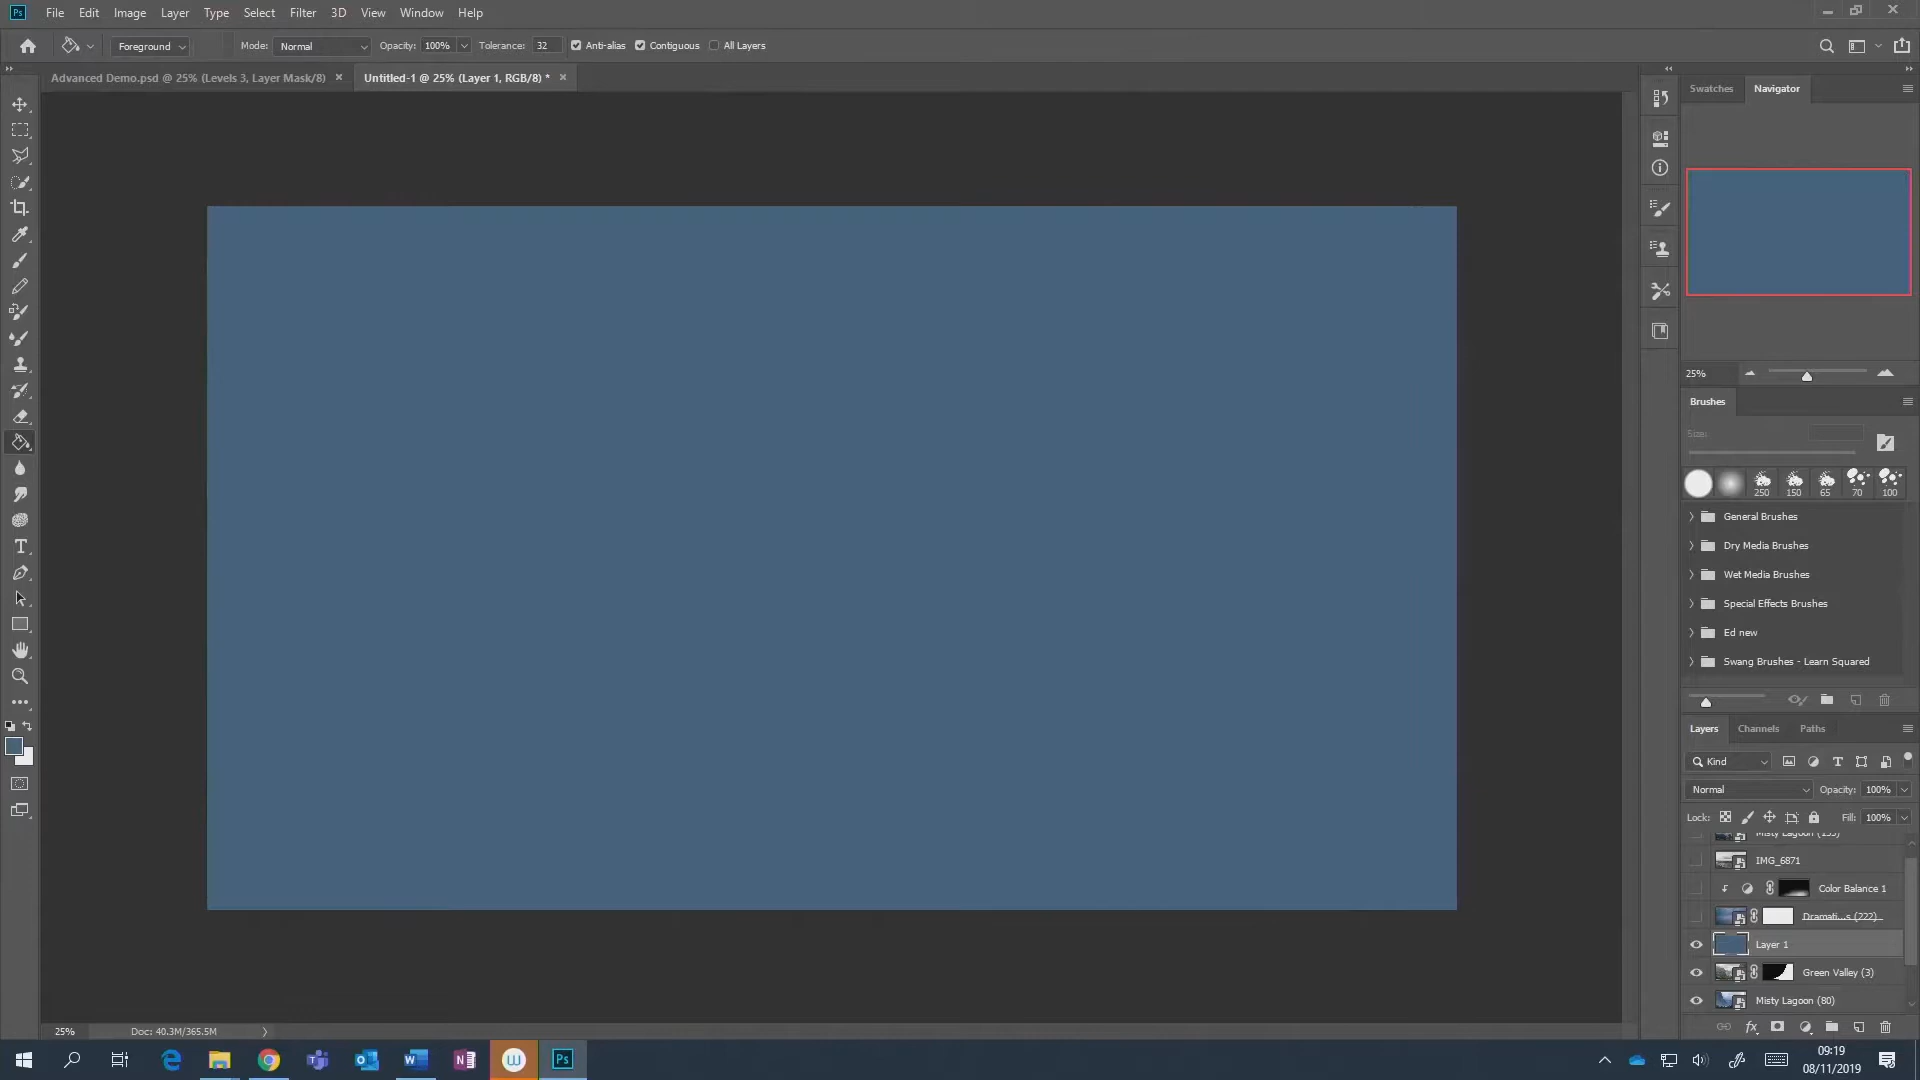 Ps File Edit Image Layer Type Select Filter 3D View Window Help
Foreground Mode: Normal Opacity: 100% Tolerance: 32 Anti-alias Contiguous All Layers
Advanced Demo.psd @ 25% (Levels 3, Layer Mask/8) Untitled-1 @ 25% (Layer 1, RGB/8) *
Swatches Navigator
25%
Brushes
Size:
250 150 65 70 100
General Brushes
Dry Media Brushes
Wet Media Brushes
Special Effects Brushes
Ed new
Swang Brushes - Learn Squared
Layers Channels Paths
Kind
Normal Opacity: 100%
Lock: Fill: 100%
IMG_6871
Color Balance 1
Dramati...s (222)
Layer 1
Green Valley (3)
Misty Lagoon (80)
fx
25% Doc: 40.3M/365.5M
Ps
09:19
08/11/2019